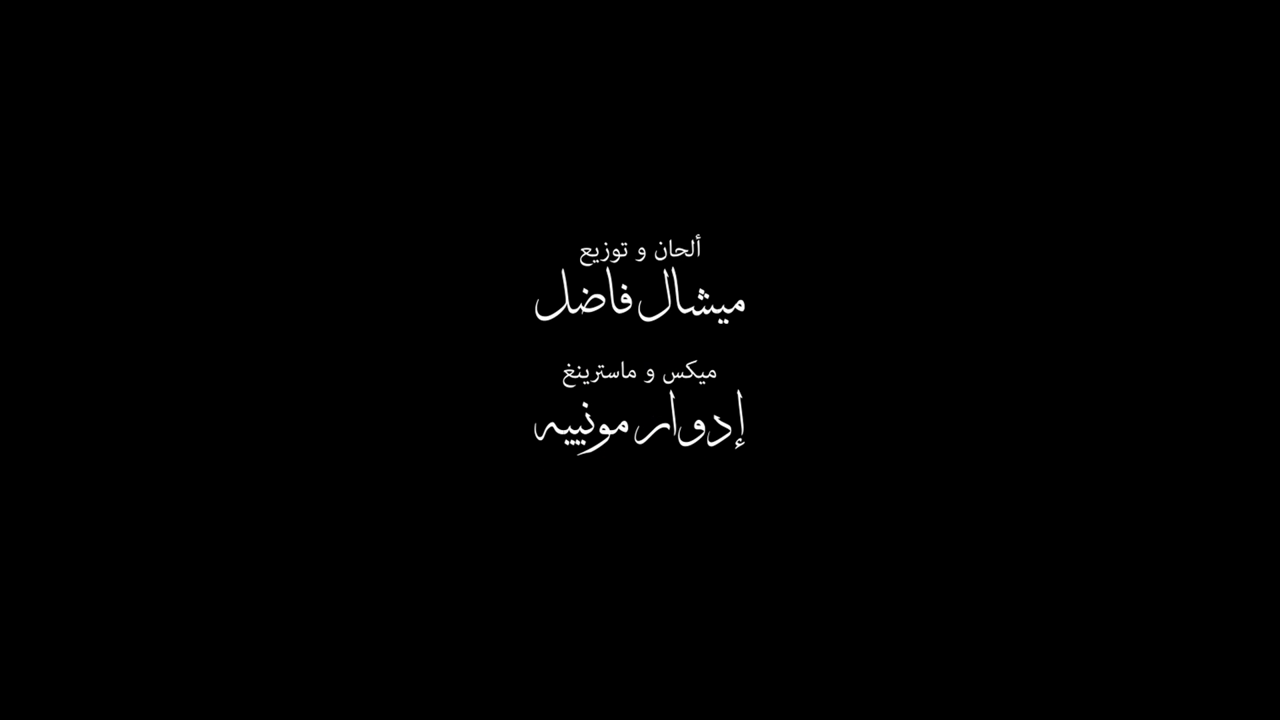 ألحان و توزيع
ميشال فاضل
ميكس و ماسترينغ
إدوار مونييه